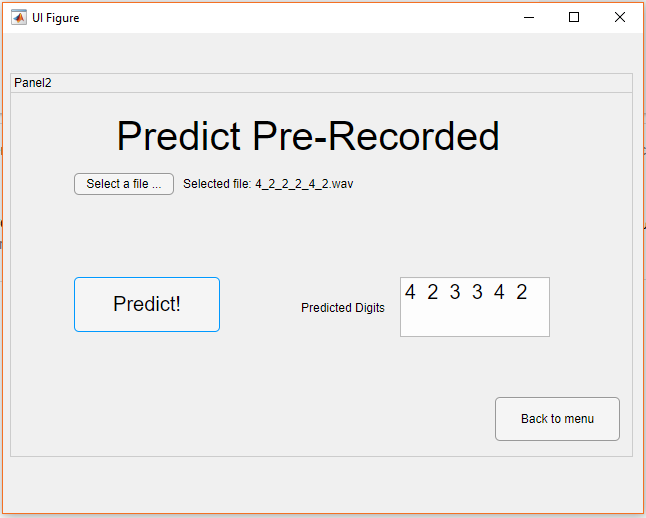 UI Figure
Panel2
Predict Pre-Recorded
Select a file ...
Selected file: 4_2_2_2_4_2.wav
Predict!
Predicted Digits
4 2 3 3 4 2
Back to menu